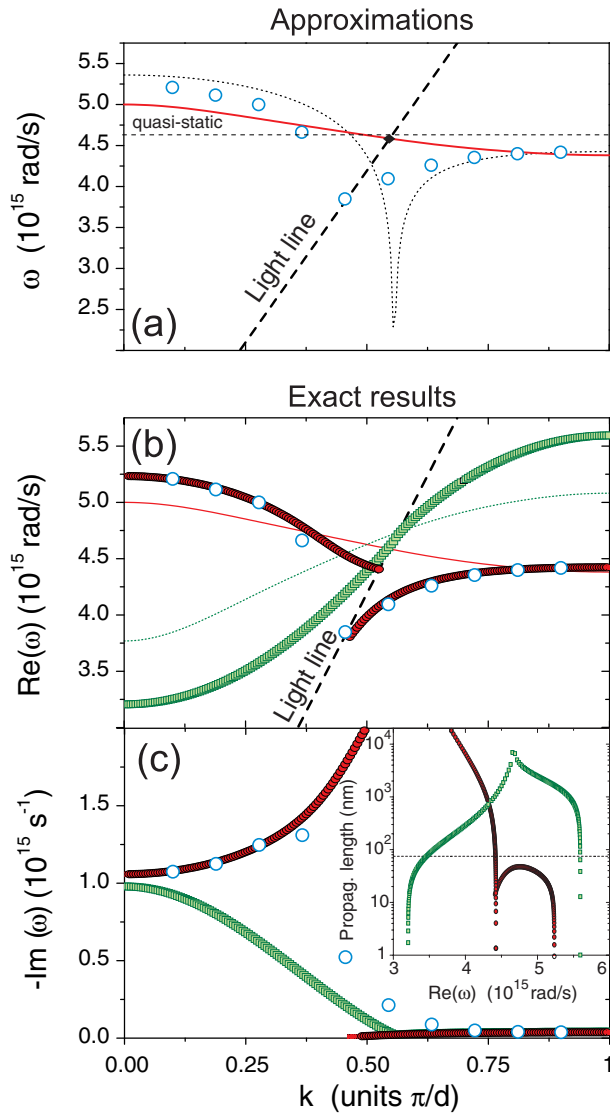 Approximations
5.5
5.0
4.5
4.0
3.5
3.0
2.5
ω (10¹⁵ rad/s)
quasi-static
Light line
(a)
Exact results
(b)
5.5
5.0
4.5
4.0
3.5
Re(ω) (10¹⁵ rad/s)
Light line
(c)
1.5
1.0
0.5
0.0
-Im (ω) (10¹⁵ s⁻¹)
10⁴
10³
10²
10
1
Propag. length (nm)
3 4 5 6
Re(ω) (10¹⁵ rad/s)
0.00 0.25 0.50 0.75 1
k (units π/d)